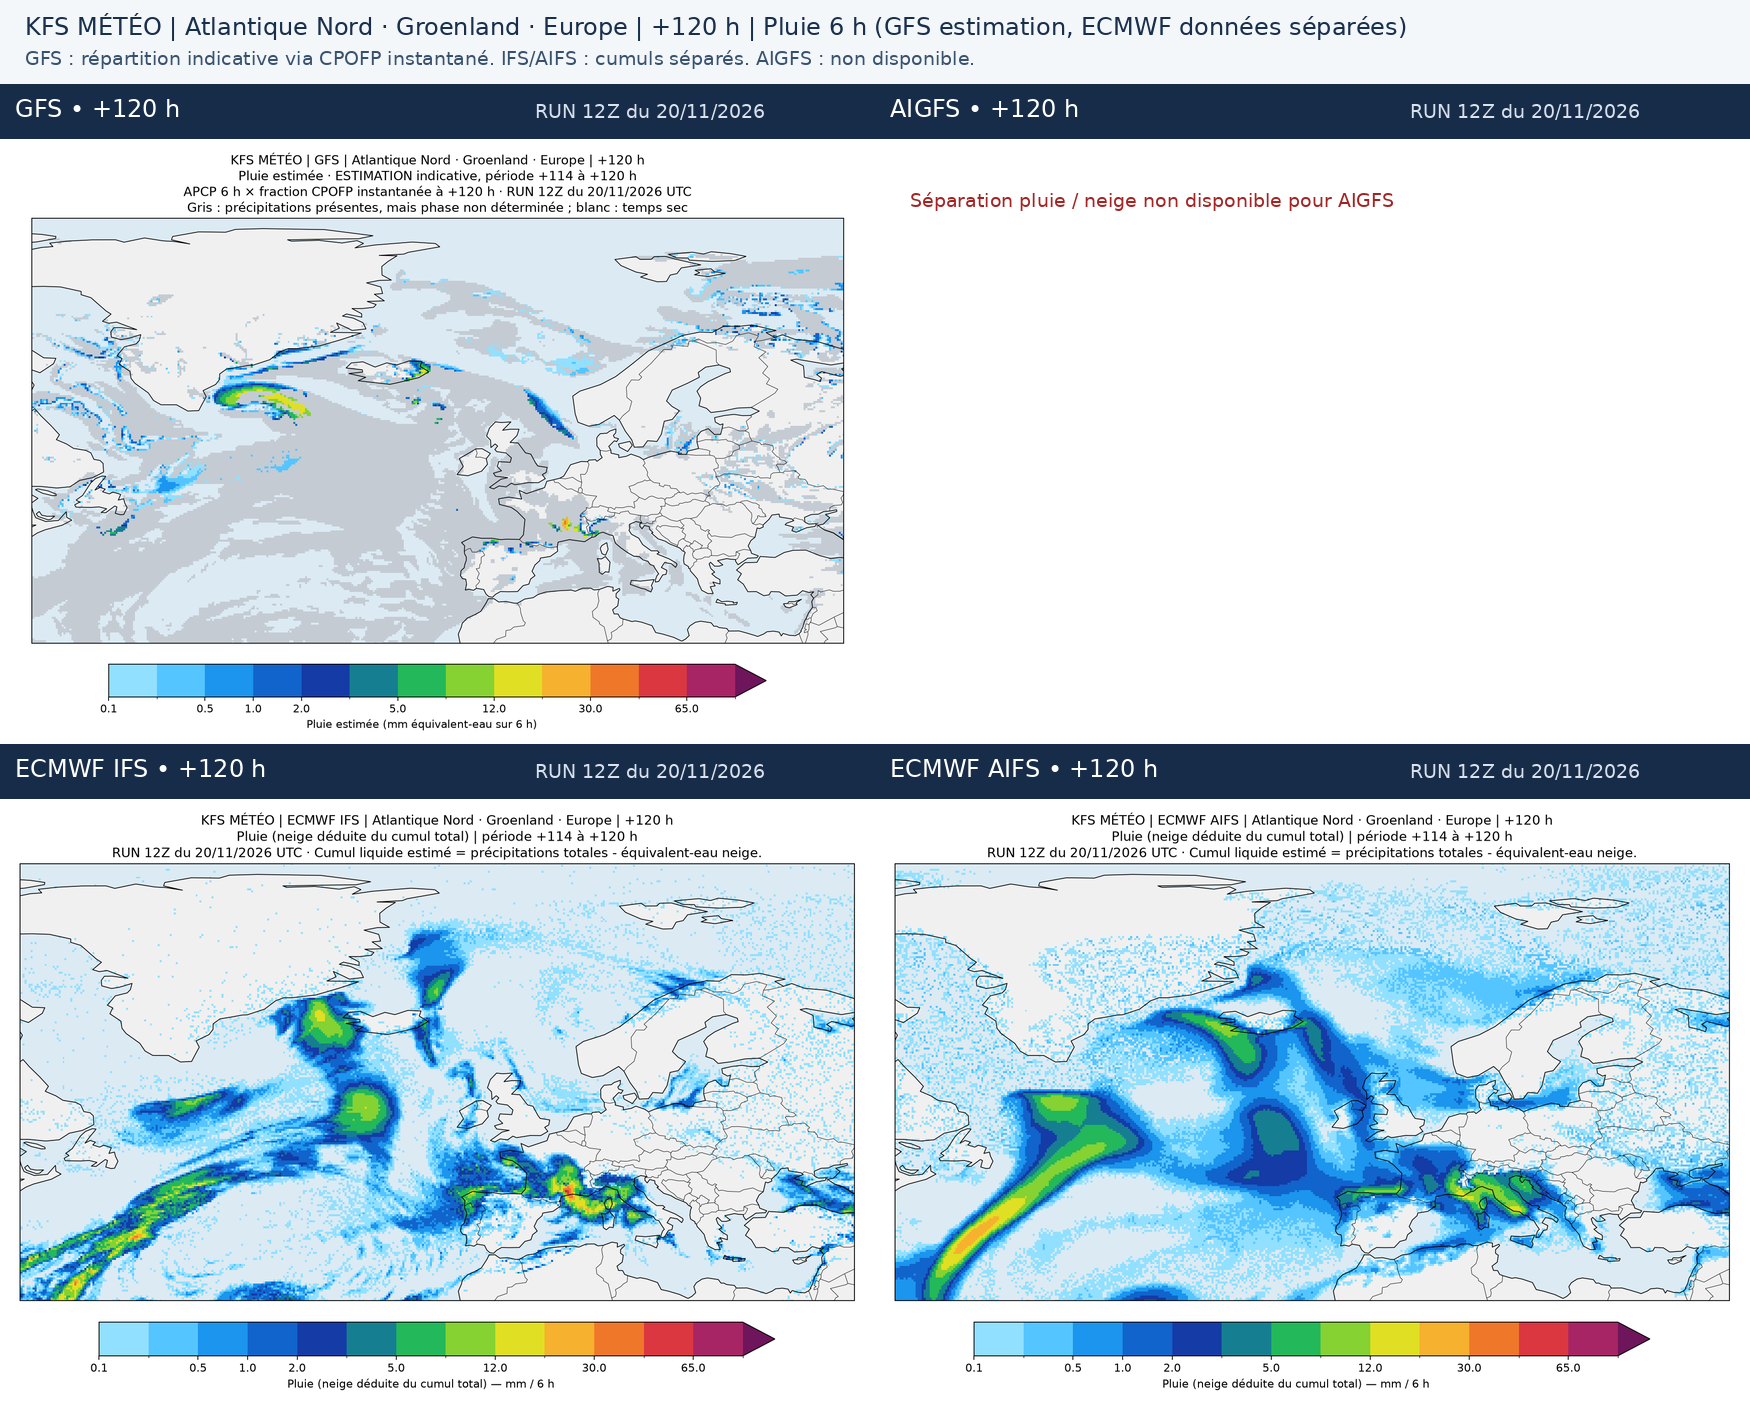 KFS MÉTÉO | Atlantique Nord · Groenland · Europe | +120 h | Pluie 6 h (GFS estimation, ECMWF données séparées)
GFS : répartition indicative via CPOFP instantané. IFS/AIFS : cumuls séparés. AIGFS : non disponible.
GFS • +120 h
RUN 12Z du 20/11/2026
AIGFS • +120 h
RUN 12Z du 20/11/2026
KFS MÉTÉO | GFS | Atlantique Nord · Groenland · Europe | +120 h
Pluie estimée · ESTIMATION indicative, période +114 à +120 h
APCP 6 h × fraction CPOFP instantanée à +120 h · RUN 12Z du 20/11/2026 UTC
Gris : précipitations présentes, mais phase non déterminée ; blanc : temps sec
Séparation pluie / neige non disponible pour AIGFS
0.1 0.5 1.0 2.0 5.0 12.0 30.0 65.0
Pluie estimée (mm équivalent-eau sur 6 h)
ECMWF IFS • +120 h
RUN 12Z du 20/11/2026
ECMWF AIFS • +120 h
RUN 12Z du 20/11/2026
KFS MÉTÉO | ECMWF IFS | Atlantique Nord · Groenland · Europe | +120 h
Pluie (neige déduite du cumul total) | période +114 à +120 h
RUN 12Z du 20/11/2026 UTC · Cumul liquide estimé = précipitations totales - équivalent-eau neige.
0.1 0.5 1.0 2.0 5.0 12.0 30.0 65.0
Pluie (neige déduite du cumul total) — mm / 6 h
KFS MÉTÉO | ECMWF AIFS | Atlantique Nord · Groenland · Europe | +120 h
Pluie (neige déduite du cumul total) | période +114 à +120 h
RUN 12Z du 20/11/2026 UTC · Cumul liquide estimé = précipitations totales - équivalent-eau neige.
0.1 0.5 1.0 2.0 5.0 12.0 30.0 65.0
Pluie (neige déduite du cumul total) — mm / 6 h